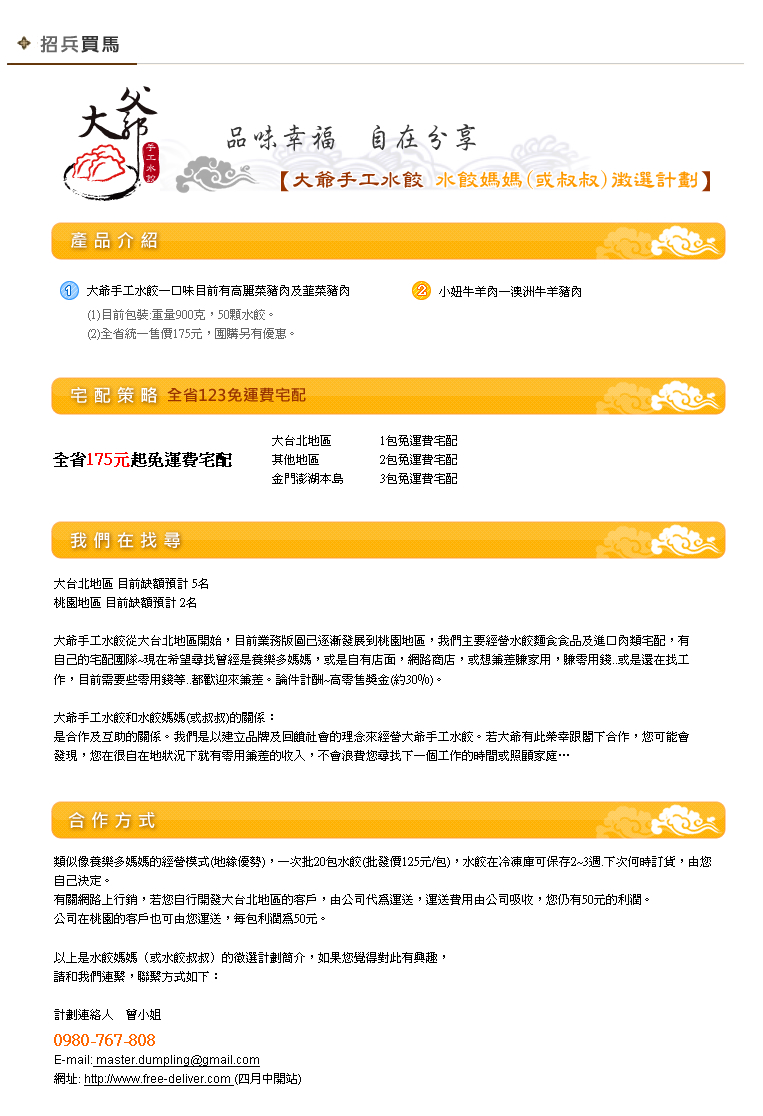 招兵買馬
大爺
手工水餃
品味幸福 自在分享
【大爺手工水餃 水餃媽媽(或叔叔)徵選計劃】
產品介紹
1 大爺手工水餃—口味目前有高麗菜豬肉及韮菜豬肉
(1)目前包裝:重量900克，50顆水餃。
(2)全省統一售價175元，團購另有優惠。
2 小妞牛羊肉—澳洲牛羊豬肉
宅配策略 全省123免運費宅配
全省175元起免運費宅配
大台北地區 1包免運費宅配
其他地區 2包免運費宅配
金門澎湖本島 3包免運費宅配
我們在找尋
大台北地區 目前缺額預計 5名
桃園地區 目前缺額預計 2名
大爺手工水餃從大台北地區開始，目前業務版圖已逐漸發展到桃園地區，我們主要經營水餃麵食食品及進口肉類宅配，有
自己的宅配團隊~現在希望尋找曾經是養樂多媽媽，或是自有店面，網路商店，或想兼差賺家用，賺零用錢..或是還在找工
作，目前需要些零用錢等..都歡迎來兼差。論件計酬~高零售獎金(約30%)。
大爺手工水餃和水餃媽媽(或叔叔)的關係：
是合作及互助的關係。我們是以建立品牌及回饋社會的理念來經營大爺手工水餃。若大爺有此榮幸跟閣下合作，您可能會
發現，您在很自在地狀況下就有零用兼差的收入，不會浪費您尋找下一個工作的時間或照顧家庭…
合作方式
類似像養樂多媽媽的經營模式(地緣優勢)，一次批20包水餃(批發價125元/包)，水餃在冷凍庫可保存2~3週.下次何時訂貨，由您
自己決定。
有關網路上行銷，若您自行開發大台北地區的客戶，由公司代為運送，運送費用由公司吸收，您仍有50元的利潤。
公司在桃園的客戶也可由您運送，每包利潤為50元。
以上是水餃媽媽（或水餃叔叔）的徵選計劃簡介，如果您覺得對此有興趣，
請和我們連繫，聯繫方式如下：
計劃連絡人 曾小姐
0980-767-808
E-mail: master.dumpling@gmail.com
網址: http://www.free-deliver.com (四月中開站)